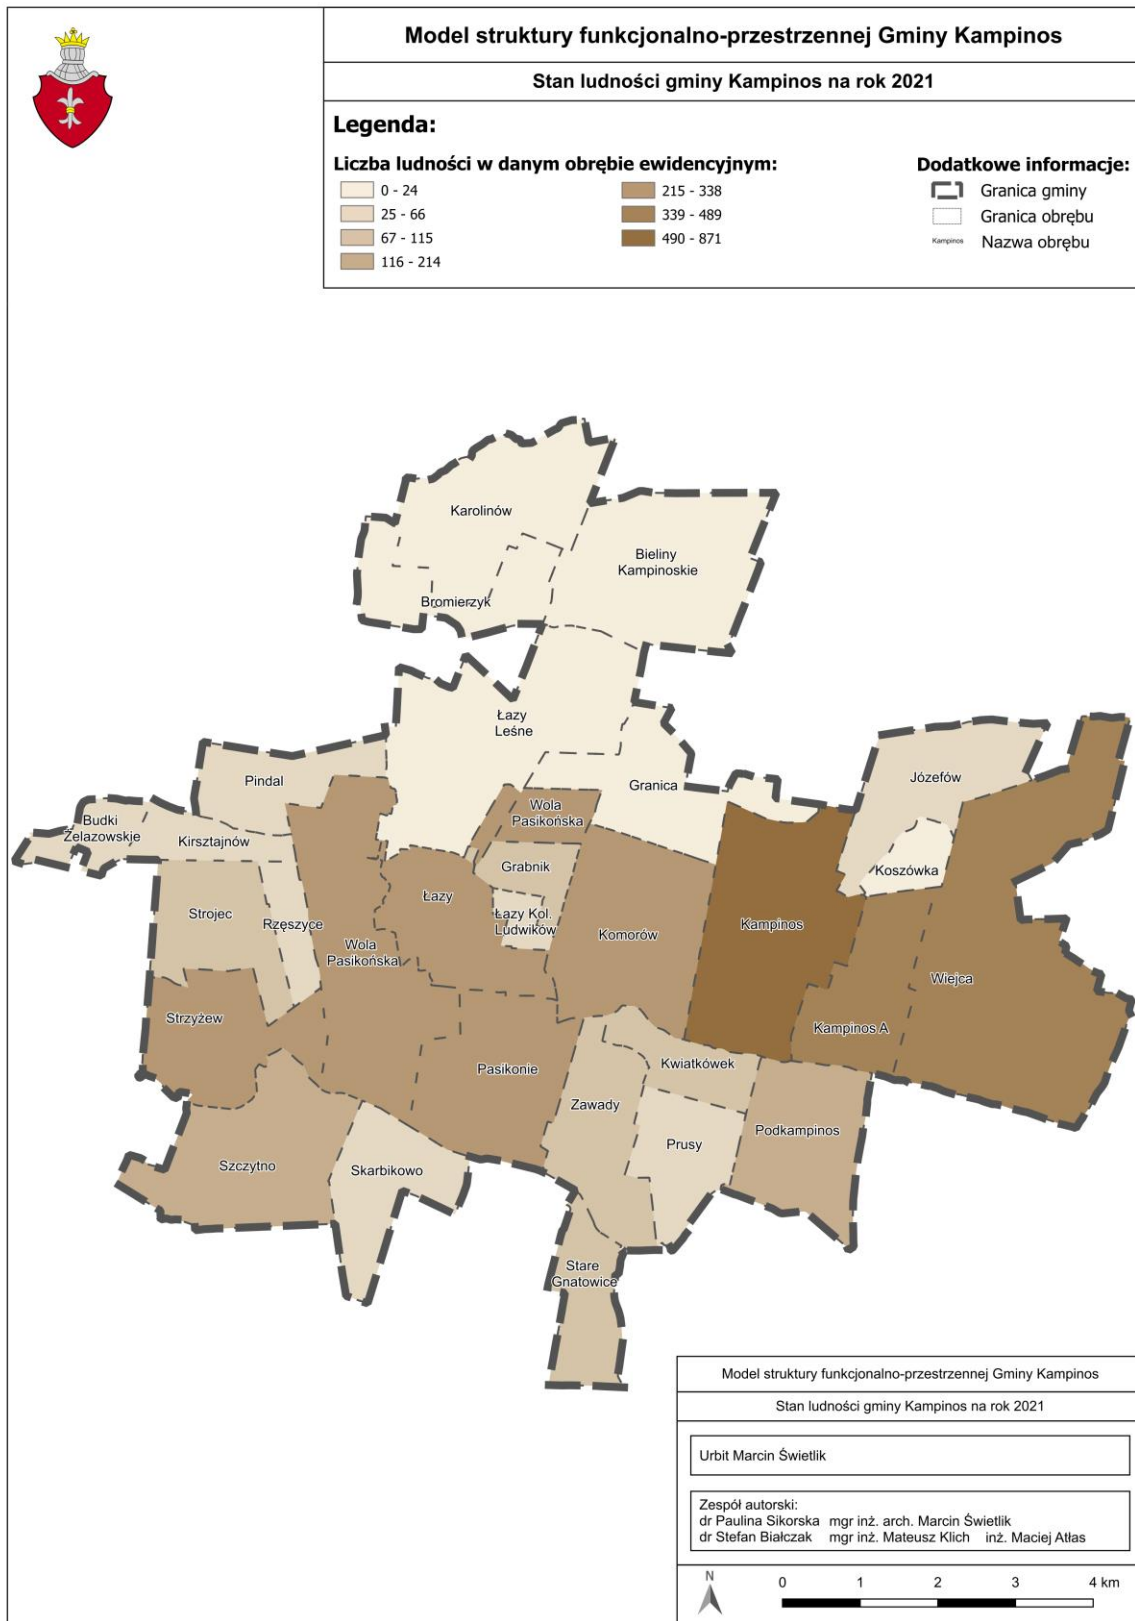 Model struktury funkcjonalno-przestrzennej Gminy Kampinos
Stan ludności gminy Kampinos na rok 2021
Legenda:
Liczba ludności w danym obrębie ewidencyjnym:
0 - 24
25 - 66
67 - 115
116 - 214
215 - 338
339 - 489
490 - 871
Dodatkowe informacje:
Granica gminy
Granica obrębu
Kampinos Nazwa obrębu
Karolinów
Bieliny
Kampinoskie
Bromierzyk
Łazy
Leśne
Pindal
Granica
Józefów
Budki
Żelazowskie
Kirsztajnów
Wola
Pasikońska
Grabnik
Koszówka
Strojec
Rzęszyce
Łazy
Łazy Kol.
Ludwików
Wola
Pasikońska
Komorów
Kampinos
Wiejca
Strzyżew
Kampinos A
Pasikonie
Kwiatkówek
Zawady
Podkampinos
Prusy
Szczytno
Skarbikowo
Stare
Gnatowice
Model struktury funkcjonalno-przestrzennej Gminy Kampinos
Stan ludności gminy Kampinos na rok 2021
Urbit Marcin Świetlik
Zespół autorski:
dr Paulina Sikorska mgr inż. arch. Marcin Świetlik
dr Stefan Białczak mgr inż. Mateusz Klich inż. Maciej Atłas
N
0 1 2 3 4 km